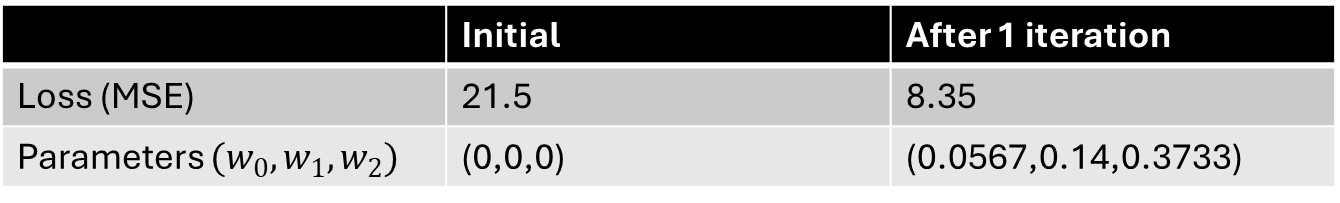 Initial After 1 iteration
Loss (MSE) 21.5 8.35
Parameters (w₀, w₁, w₂) (0,0,0) (0.0567,0.14,0.3733)